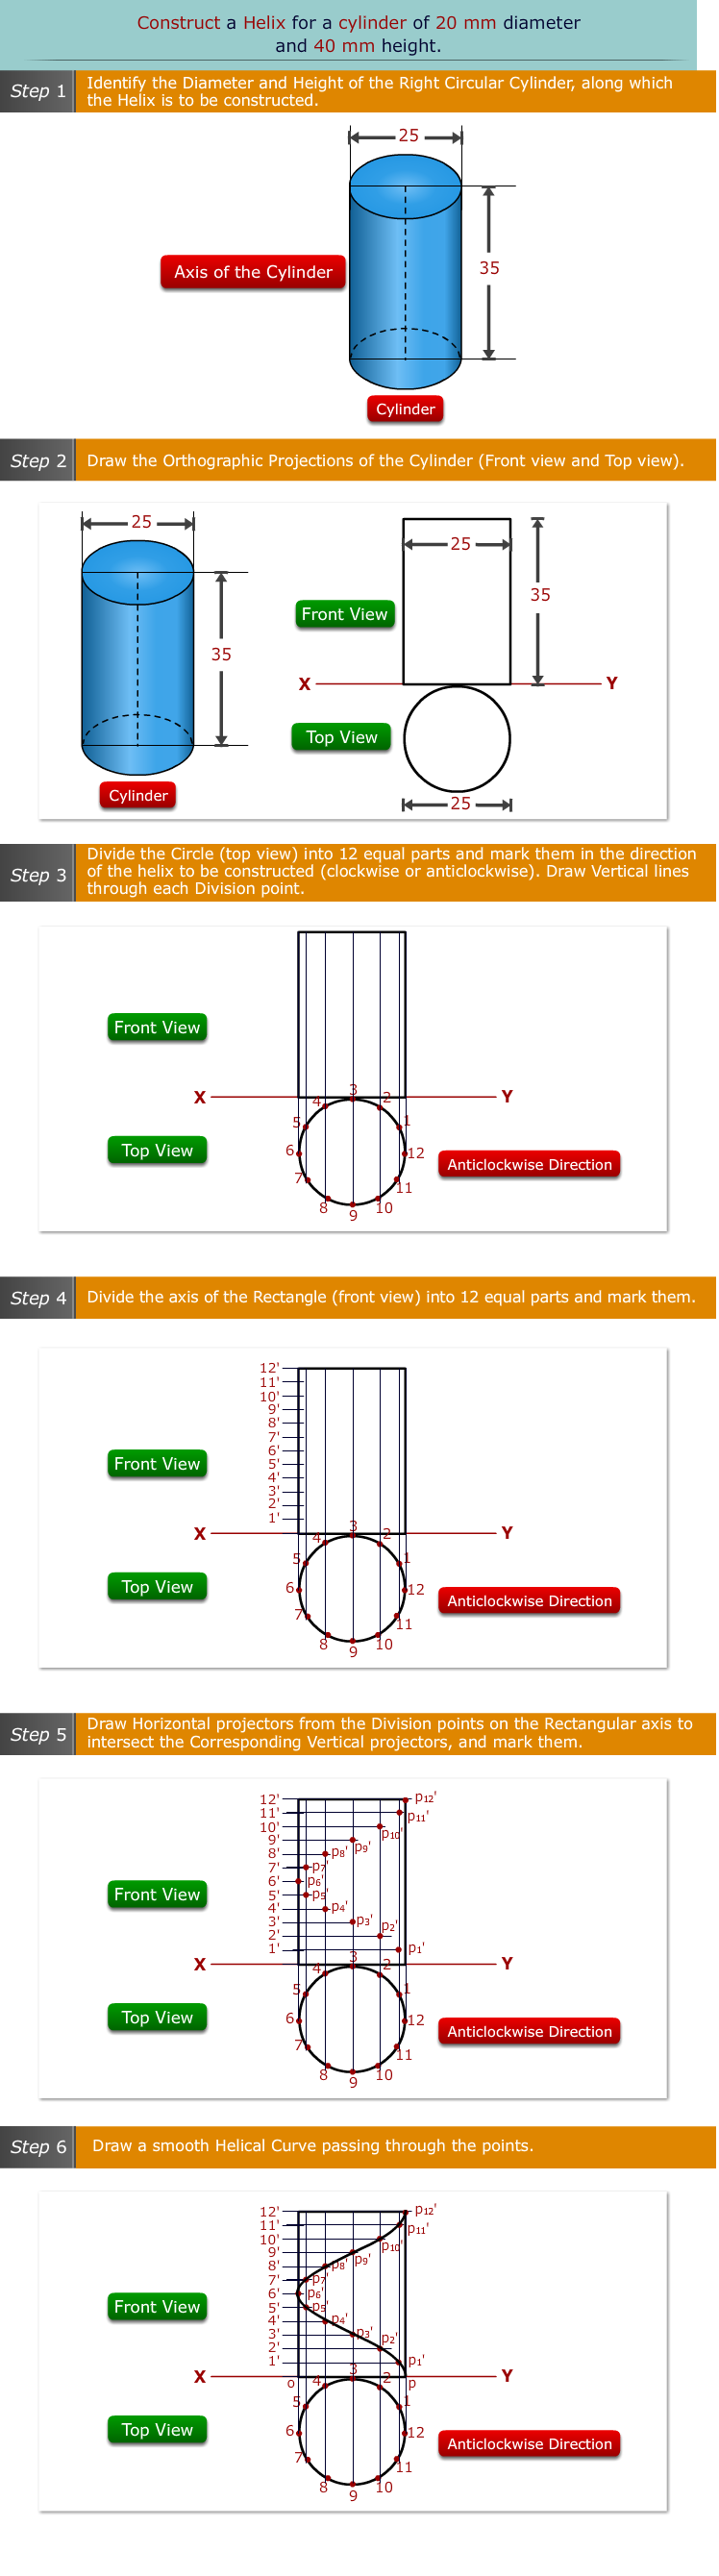 Construct a Helix for a cylinder of 20 mm diameter
and 40 mm height.
Step 1
Identify the Diameter and Height of the Right Circular Cylinder, along which
the Helix is to be constructed.
25
Axis of the Cylinder
35
Cylinder
Step 2
Draw the Orthographic Projections of the Cylinder (Front view and Top view).
25
35
Cylinder
25
35
Front View
X
Y
Top View
25
Step 3
Divide the Circle (top view) into 12 equal parts and mark them in the direction
of the helix to be constructed (clockwise or anticlockwise). Draw Vertical lines
through each Division point.
Front View
X
Y
3
4
2
5
1
Top View
6
12
Anticlockwise Direction
7
11
8
10
9
Step 4
Divide the axis of the Rectangle (front view) into 12 equal parts and mark them.
12'
11'
10'
9'
8'
7'
6'
5'
4'
3'
2'
1'
Front View
X
Y
3
4
2
5
1
Top View
6
12
Anticlockwise Direction
7
11
8
10
9
Step 5
Draw Horizontal projectors from the Division points on the Rectangular axis to
intersect the Corresponding Vertical projectors, and mark them.
12'
p12'
11'
p11'
10'
p10'
9'
p9'
8'
p8'
7'
p7'
6'
p6'
5'
p5'
4'
p4'
3'
p3'
2'
p2'
1'
p1'
Front View
X
Y
3
4
2
5
1
Top View
6
12
Anticlockwise Direction
7
11
8
10
9
Step 6
Draw a smooth Helical Curve passing through the points.
12'
p12'
11'
p11'
10'
p10'
9'
p9'
8'
p8'
7'
p7'
6'
p6'
5'
p5'
4'
p4'
3'
p3'
2'
p2'
1'
p1'
Front View
X
Y
o
p
3
4
2
5
1
Top View
6
12
Anticlockwise Direction
7
11
8
10
9